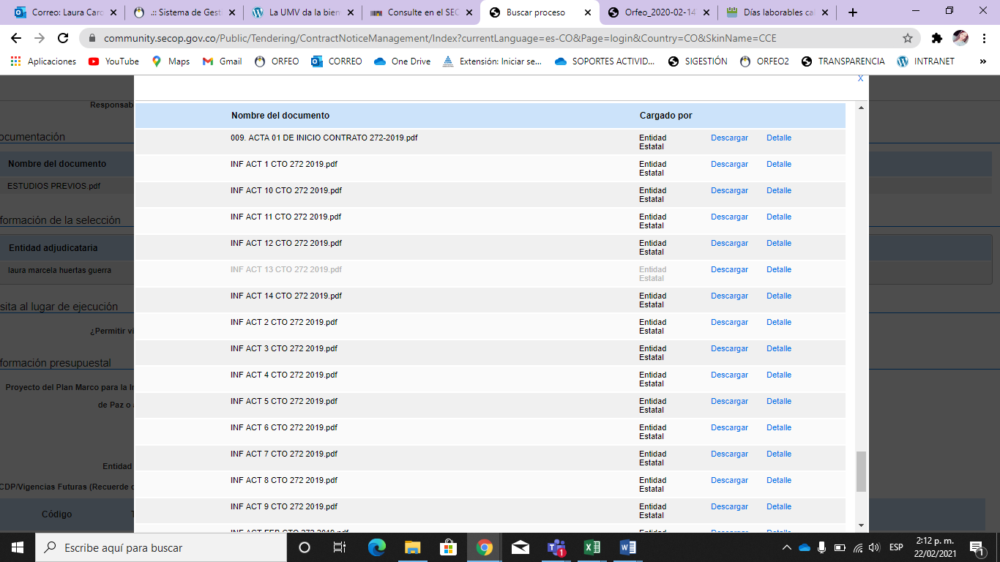 Correo: Laura Caro
.:: Sistema de Gesti
La UMV da la bien
Consulte en el SEC
Buscar proceso
Orfeo_2020-02-14
Días laborables cal
community.secop.gov.co/Public/Tendering/ContractNoticeManagement/Index?currentLanguage=es-CO&Page=login&Country=CO&SkinName=CCE
Aplicaciones YouTube Maps Gmail ORFEO CORREO One Drive Extensión: Iniciar se... SOPORTES ACTIVID... SIGESTIÓN ORFEO2 TRANSPARENCIA INTRANET »
X
Responsab
ocumentación
Nombre del documento
ESTUDIOS PREVIOS.pdf
formación de la selección
Entidad adjudicataria
laura marcela huertas guerra
sita al lugar de ejecución
¿Permitir vi
formación presupuestal
Proyecto del Plan Marco para la In
de Paz o a
Entidad
CDP/Vigencias Futuras (Recuerde
Código
Nombre del documento Cargado por
009. ACTA 01 DE INICIO CONTRATO 272-2019.pdf Entidad Estatal Descargar Detalle
INF ACT 1 CTO 272 2019.pdf Entidad Estatal Descargar Detalle
INF ACT 10 CTO 272 2019.pdf Entidad Estatal Descargar Detalle
INF ACT 11 CTO 272 2019.pdf Entidad Estatal Descargar Detalle
INF ACT 12 CTO 272 2019.pdf Entidad Estatal Descargar Detalle
INF ACT 13 CTO 272 2019.pdf Entidad Estatal Descargar Detalle
INF ACT 14 CTO 272 2019.pdf Entidad Estatal Descargar Detalle
INF ACT 2 CTO 272 2019.pdf Entidad Estatal Descargar Detalle
INF ACT 3 CTO 272 2019.pdf Entidad Estatal Descargar Detalle
INF ACT 4 CTO 272 2019.pdf Entidad Estatal Descargar Detalle
INF ACT 5 CTO 272 2019.pdf Entidad Estatal Descargar Detalle
INF ACT 6 CTO 272 2019.pdf Entidad Estatal Descargar Detalle
INF ACT 7 CTO 272 2019.pdf Entidad Estatal Descargar Detalle
INF ACT 8 CTO 272 2019.pdf Entidad Estatal Descargar Detalle
INF ACT 9 CTO 272 2019.pdf Entidad Estatal Descargar Detalle
Escribe aquí para buscar
1
ESP
2:12 p. m.
22/02/2021
1